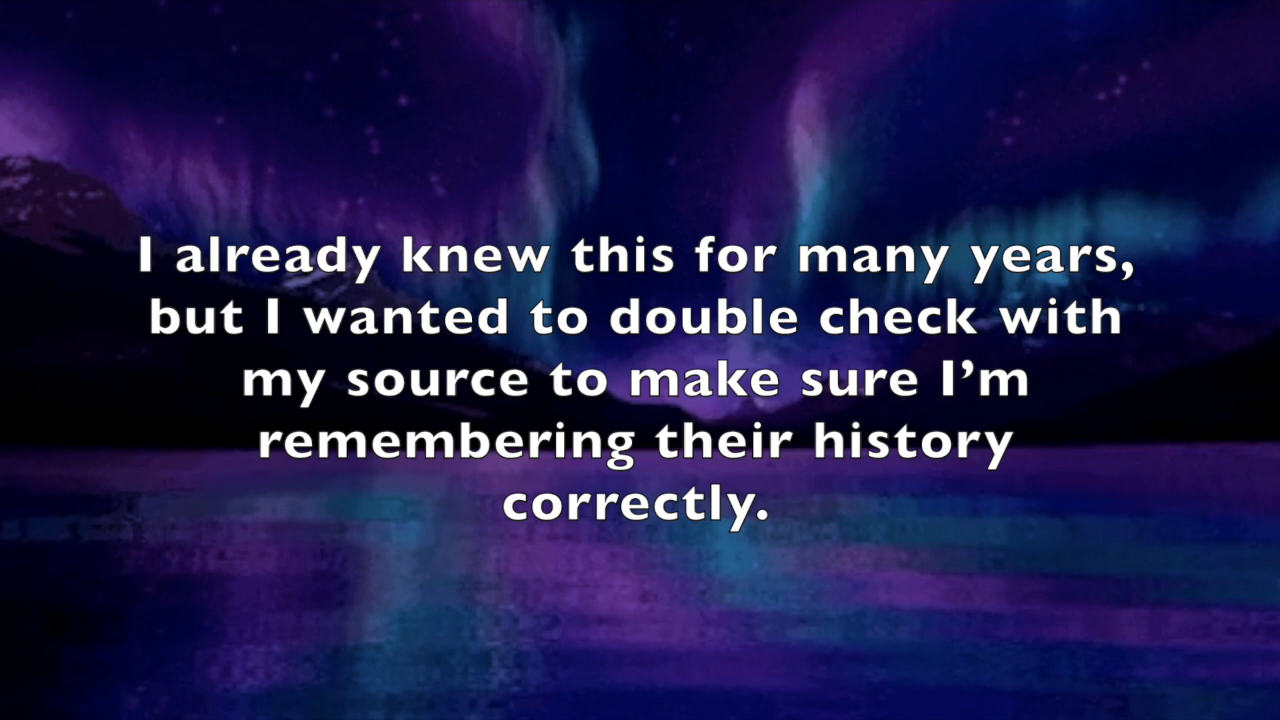 I already knew this for many years,
but I wanted to double check with
my source to make sure I’m
remembering their history
correctly.